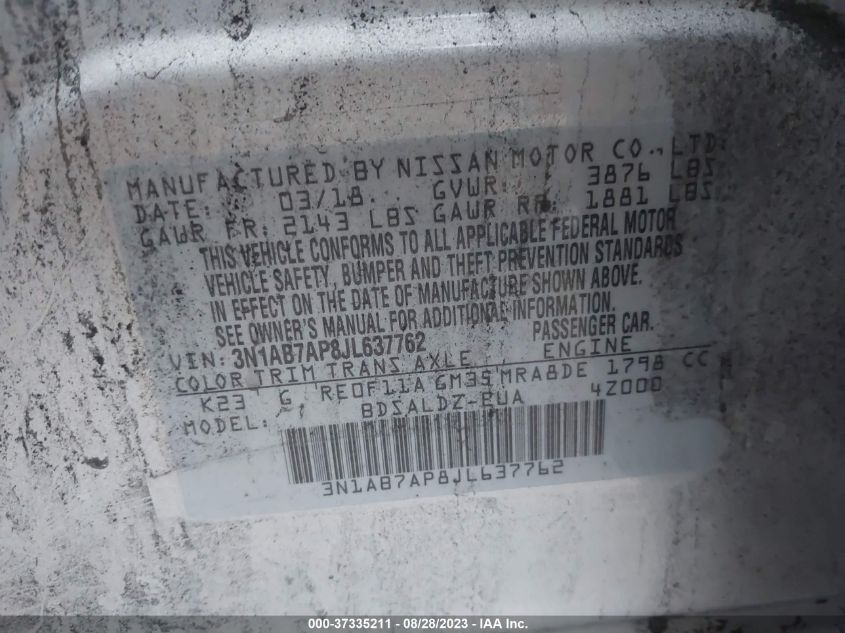 MANUFACTURED BY NISSAN MOTOR CO., LTD.
DATE: 03/18 GVWR: 3876 LBS
GAWR FR: 2143 LBS GAWR RR: 1881 LBS
THIS VEHICLE CONFORMS TO ALL APPLICABLE FEDERAL MOTOR
VEHICLE SAFETY, BUMPER AND THEFT PREVENTION STANDARDS
IN EFFECT ON THE DATE OF MANUFACTURE SHOWN ABOVE.
SEE OWNER'S MANUAL FOR ADDITIONAL INFORMATION.
VIN: 3N1AB7AP8JL637762 PASSENGER CAR.
COLOR TRIM TRANS AXLE ENGINE
K23 G RE0F11A GM35 MRA8DE 1798 CC
MODEL: BDSALDZ-EUA 4Z000
3N1AB7AP8JL637762
000-37335211 - 08/28/2023 - IAA Inc.